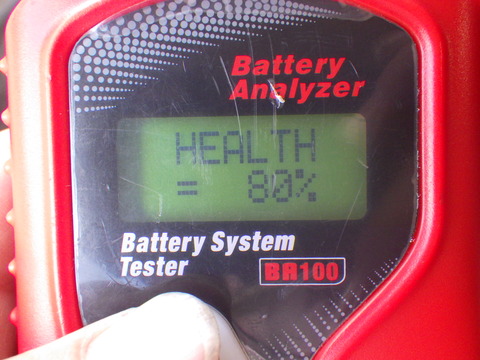 Battery
Analyzer
HEALTH
= 80%
Battery System
Tester
BR100